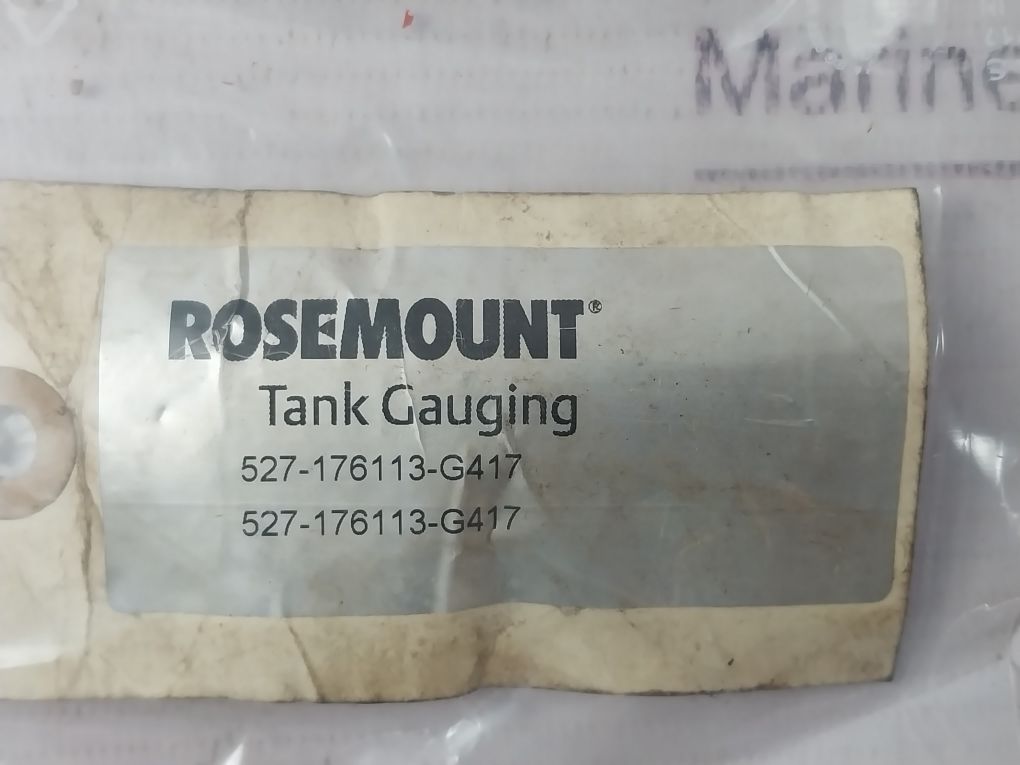 Marine
ROSEMOUNT®
Tank Gauging
527-176113-G417
527-176113-G417